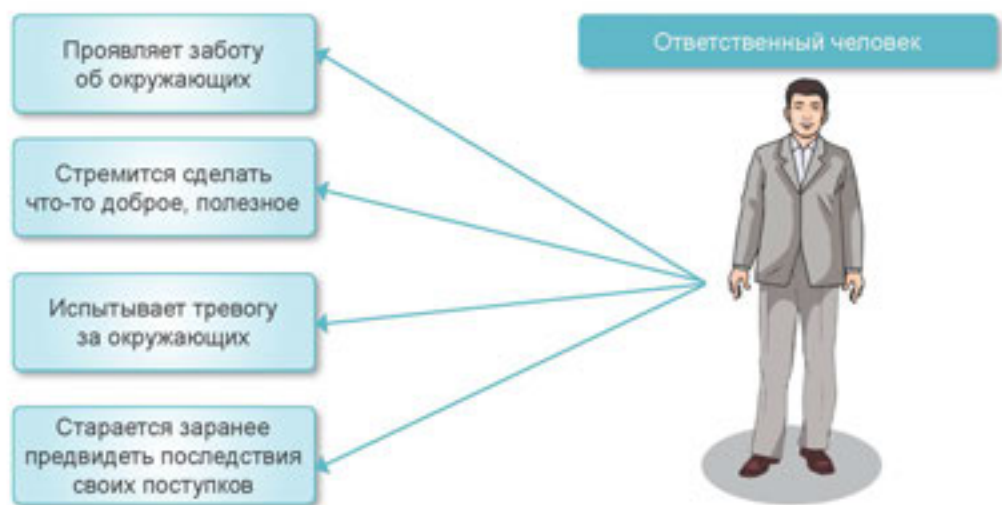 Проявляет заботу
об окружающих
Ответственный человек
Стремится сделать
что-то доброе, полезное
Испытывает тревогу
за окружающих
Старается заранее
предвидеть последствия
своих поступков